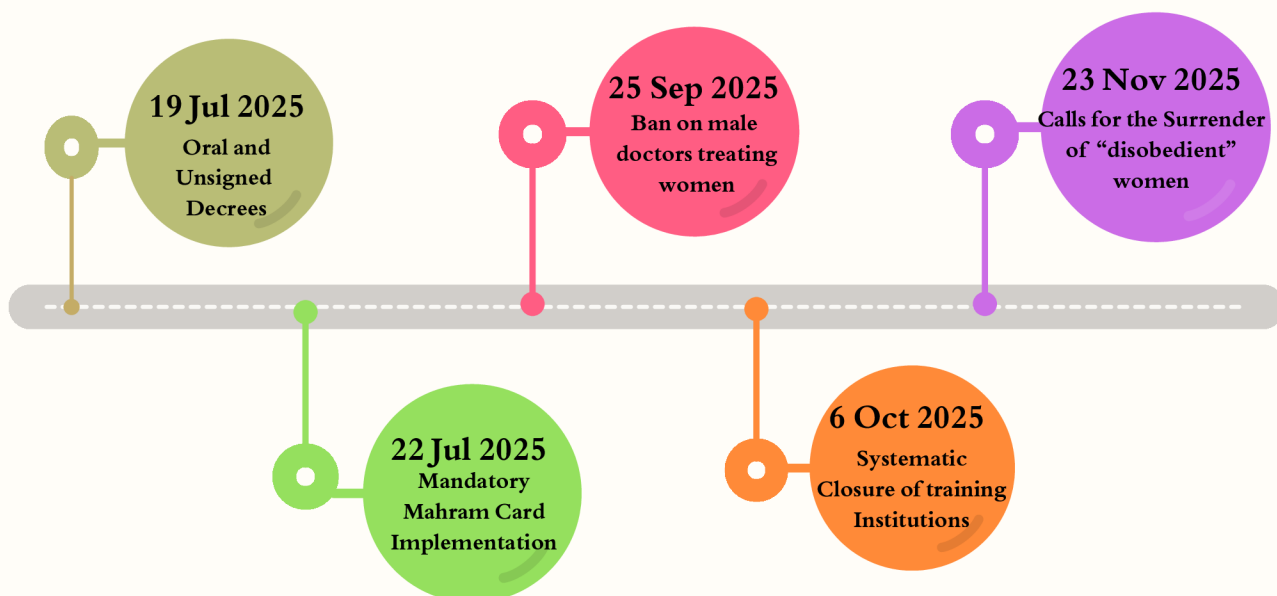 19 Jul 2025
Oral and
Unsigned
Decrees
22 Jul 2025
Mandatory
Mahram Card
Implementation
25 Sep 2025
Ban on male
doctors treating
women
6 Oct 2025
Systematic
Closure of training
Institutions
23 Nov 2025
Calls for the Surrender
of “disobedient”
women